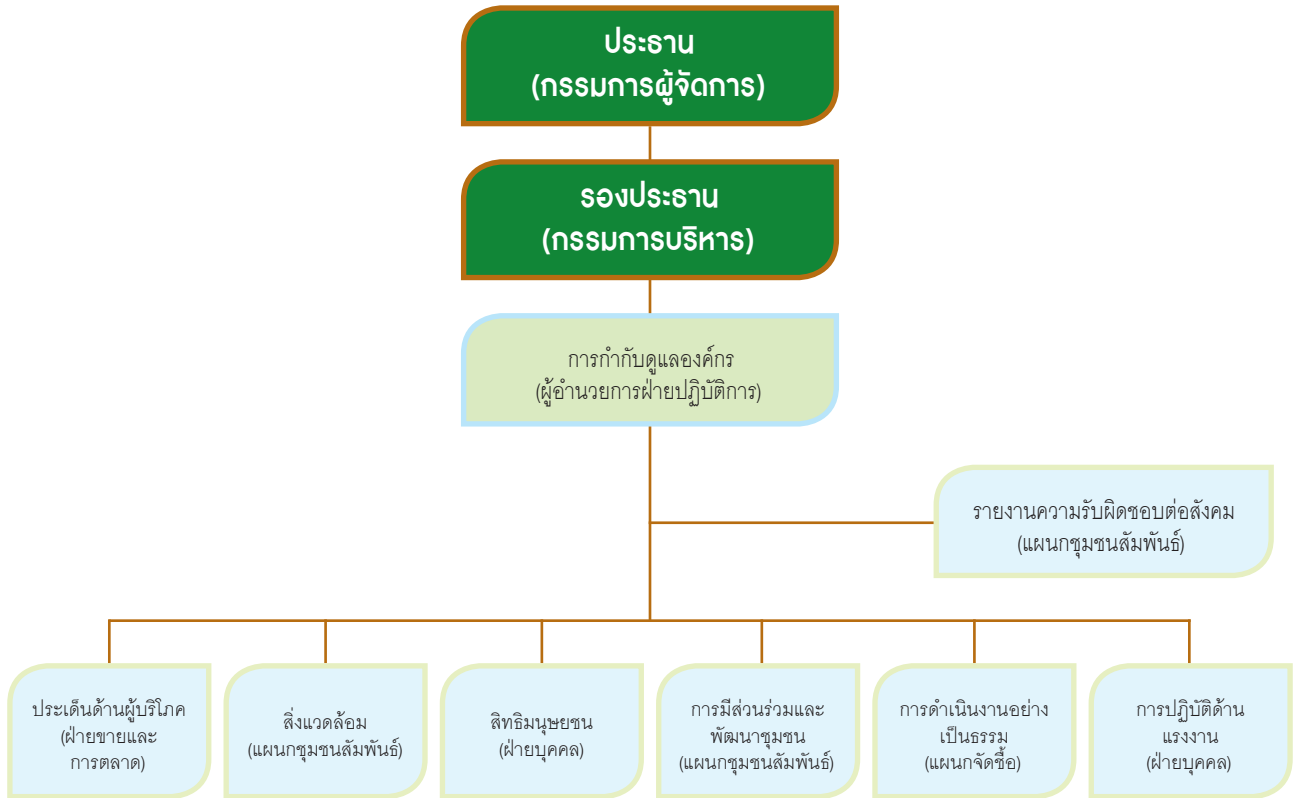 ประธาน
(กรรมการผู้จัดการ)
รองประธาน
(กรรมการบริหาร)
การกำกับดูแลองค์กร
(ผู้อำนวยการฝ่ายปฏิบัติการ)
รายงานความรับผิดชอบต่อสังคม
(แผนกชุมชนสัมพันธ์)
ประเด็นด้านผู้บริโภค
(ฝ่ายขายและ
การตลาด)
สิ่งแวดล้อม
(แผนกชุมชนสัมพันธ์)
สิทธิมนุษยชน
(ฝ่ายบุคคล)
การมีส่วนร่วมและ
พัฒนาชุมชน
(แผนกชุมชนสัมพันธ์)
การดำเนินงานอย่าง
เป็นธรรม
(แผนกจัดซื้อ)
การปฏิบัติด้าน
แรงงาน
(ฝ่ายบุคคล)